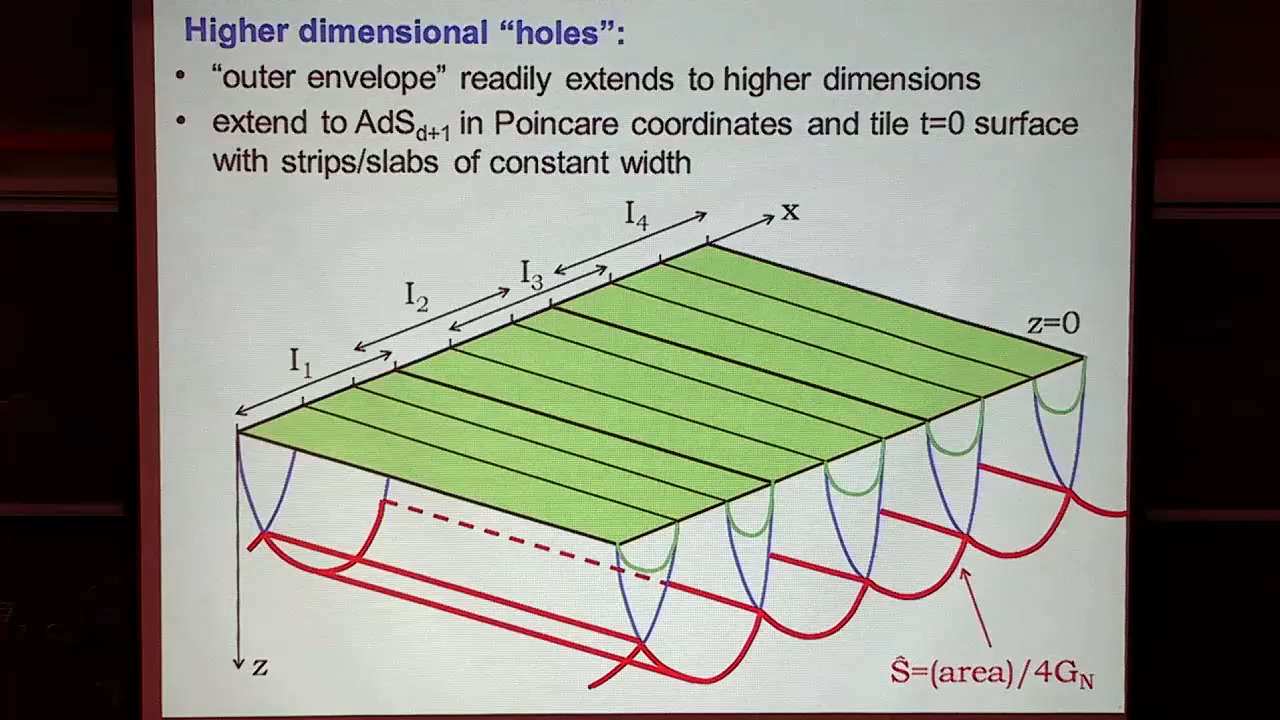 Higher dimensional “holes”:
• “outer envelope” readily extends to higher dimensions
• extend to AdS_{d+1} in Poincare coordinates and tile t=0 surface
with strips/slabs of constant width
I₄
x
I₃
I₂
z=0
I₁
z
Ŝ=(area)/4G_N